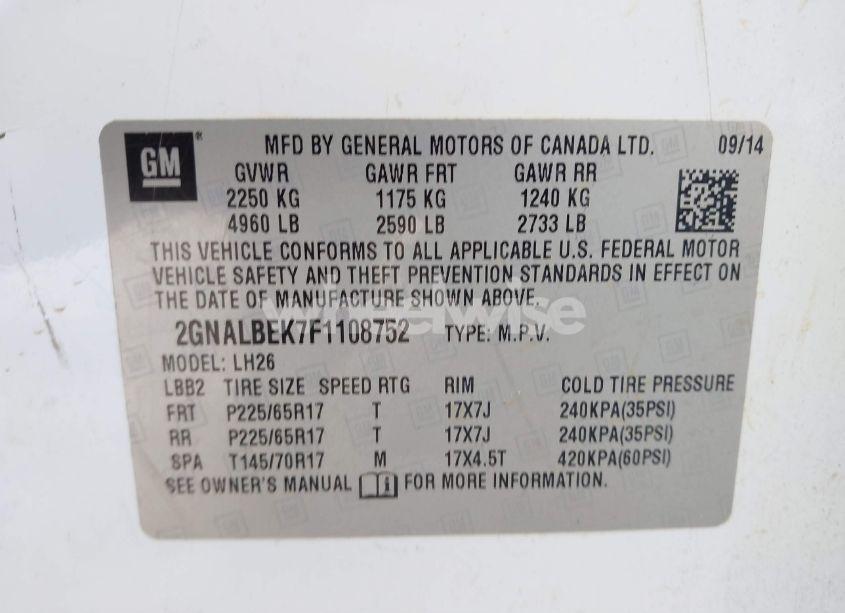 GM
MFD BY GENERAL MOTORS OF CANADA LTD. 09/14
GVWR GAWR FRT GAWR RR
2250 KG 1175 KG 1240 KG
4960 LB 2590 LB 2733 LB
THIS VEHICLE CONFORMS TO ALL APPLICABLE U.S. FEDERAL MOTOR
VEHICLE SAFETY AND THEFT PREVENTION STANDARDS IN EFFECT ON
THE DATE OF MANUFACTURE SHOWN ABOVE.
wheelwise
2GNALBEK7F1108752 TYPE: M.P.V.
MODEL: LH26
LBB2 TIRE SIZE SPEED RTG RIM COLD TIRE PRESSURE
FRT P225/65R17 T 17X7J 240KPA(35PSI)
RR P225/65R17 T 17X7J 240KPA(35PSI)
SPA T145/70R17 M 17X4.5T 420KPA(60PSI)
SEE OWNER'S MANUAL i FOR MORE INFORMATION.